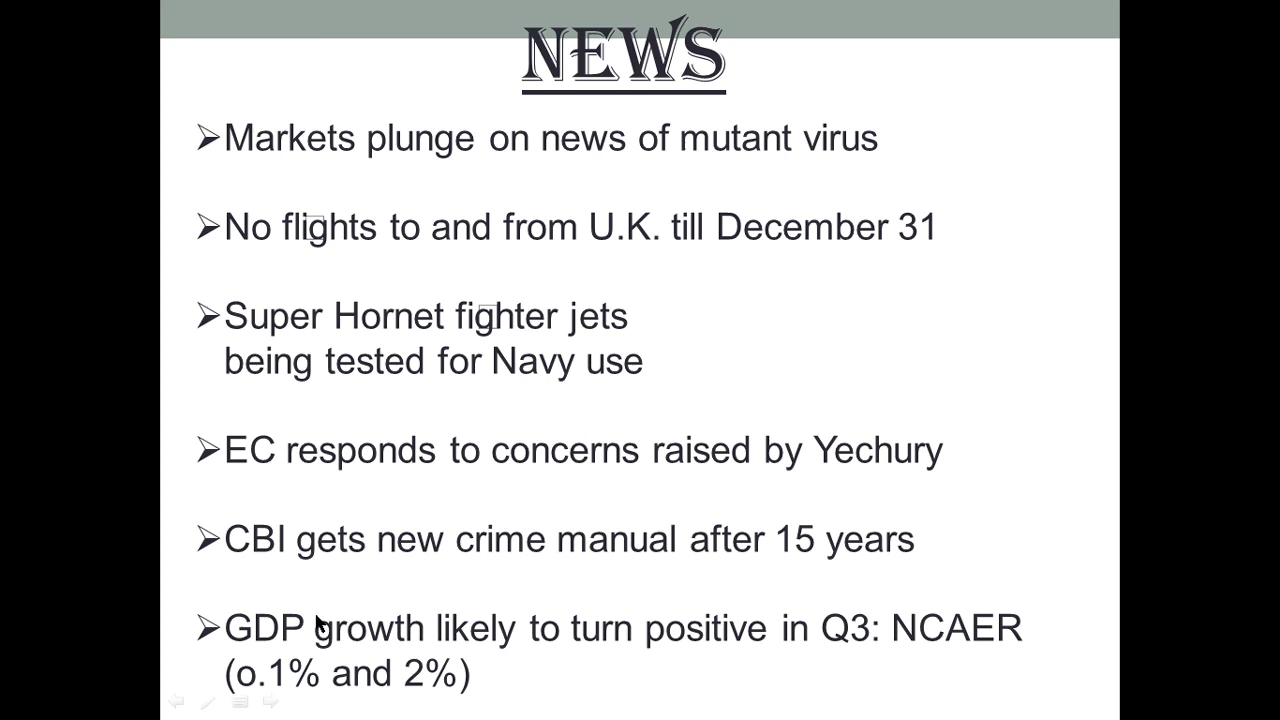 NEWS
➢Markets plunge on news of mutant virus
➢No flights to and from U.K. till December 31
➢Super Hornet fighter jets
being tested for Navy use
➢EC responds to concerns raised by Yechury
➢CBI gets new crime manual after 15 years
➢GDP growth likely to turn positive in Q3: NCAER
(o.1% and 2%)